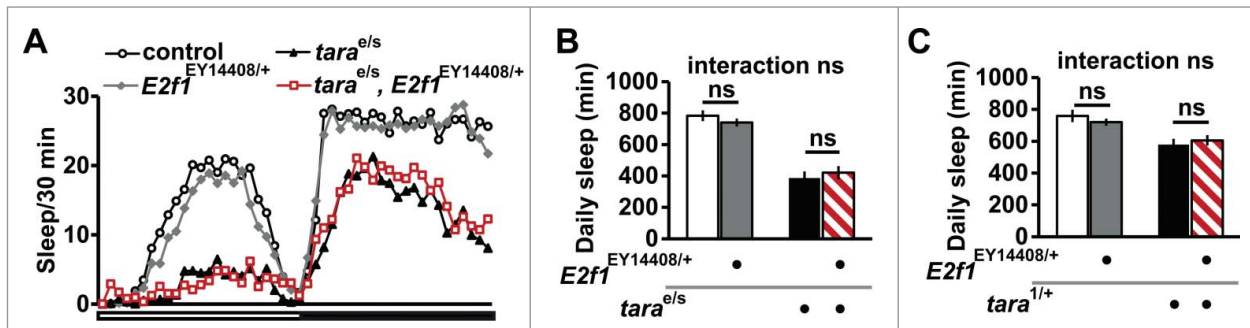 A
control
tara e/s
E2f1 EY14408/+
tara e/s , E2f1 EY14408/+
Sleep/30 min
30
20
10
0
B
interaction ns
Daily sleep (min)
1000
800
600
400
200
0
ns
ns
E2f1 EY14408/+
tara e/s
C
interaction ns
Daily sleep (min)
1000
800
600
400
200
0
ns
ns
E2f1 EY14408/+
tara 1/+